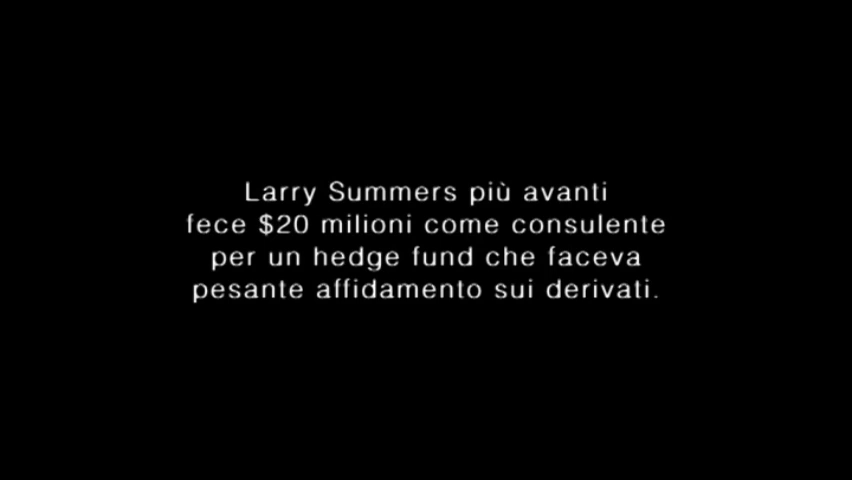 Larry Summers più avanti
fece $20 milioni come consulente
per un hedge fund che faceva
pesante affidamento sui derivati.